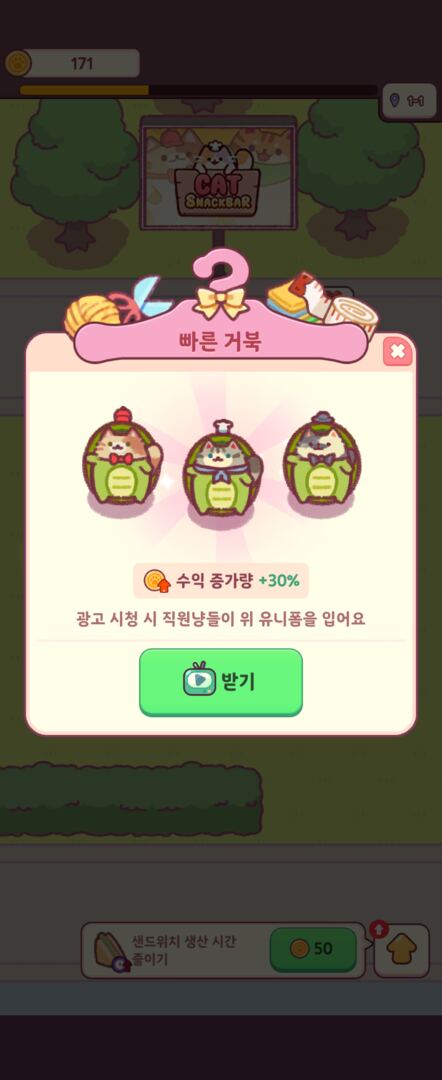 171
1-1
CAT
SNACKBAR
빠른 거북
수익 증가량 +30%
광고 시청 시 직원냥들이 위 유니폼을 입어요
받기
샌드위치 생산 시간
줄이기
50